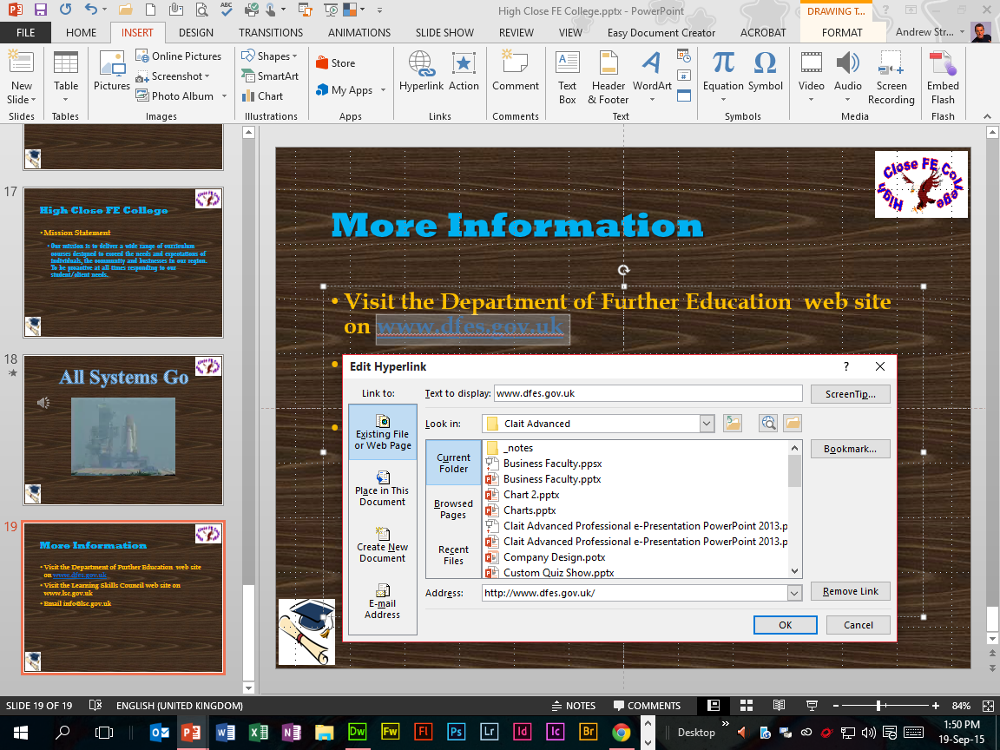 High Close FE College.pptx - PowerPoint
DRAWING T...
?
FILE
HOME
INSERT
DESIGN
TRANSITIONS
ANIMATIONS
SLIDE SHOW
REVIEW
VIEW
Easy Document Creator
ACROBAT
FORMAT
Andrew Str...
New
Slide
Table
Pictures
Online Pictures
Screenshot
Photo Album
Shapes
SmartArt
Chart
Store
My Apps
Hyperlink
Action
Comment
Text
Box
Header
& Footer
WordArt
Equation
Symbol
Video
Audio
Screen
Recording
Embed
Flash
Slides
Tables
Images
Illustrations
Apps
Links
Comments
Text
Symbols
Media
Flash
17
High Close FE College
• Mission Statement
• Our mission is to deliver a wide range of curriculum
courses designed to exceed the needs and expectations of
individuals, the community and businesses in our region.
To be proactive at all times responding to our
student/client needs.
18
All Systems Go
19
More Information
• Visit the Department of Further Education web site
on www.dfes.gov.uk
• Visit the Learning Skills Council web site on
www.lsc.gov.uk
• Email info@lsc.gov.uk
High Close FE College
More Information
• Visit the Department of Further Education web site
on www.dfes.gov.uk
Edit Hyperlink
?
Link to:
Text to display:
www.dfes.gov.uk
ScreenTip...
Existing File
or Web Page
Look in:
Clait Advanced
Bookmark...
Place in This
Document
Create New
Document
E-mail
Address
Current
Folder
Browsed
Pages
Recent
Files
_notes
Business Faculty.ppsx
Business Faculty.pptx
Chart 2.pptx
Charts.pptx
Clait Advanced Professional e-Presentation PowerPoint 2013.p
Clait Advanced Professional e-Presentation PowerPoint 2013.p
Company Design.potx
Custom Quiz Show.pptx
Address:
http://www.dfes.gov.uk/
Remove Link
OK
Cancel
SLIDE 19 OF 19
ENGLISH (UNITED KINGDOM)
NOTES
COMMENTS
84%
Dw
Fw
Fl
Ps
Lr
Id
Ic
Br
Desktop
1:50 PM
19-Sep-15